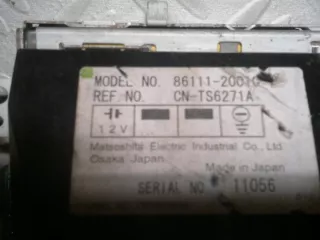 MODEL NO. 86111-20010
REF NO. CN-TS6271A
12V
Matsushita Electric Industrial Co., Ltd
Osaka Japan
Made in Japan
SERIAL NO 11056